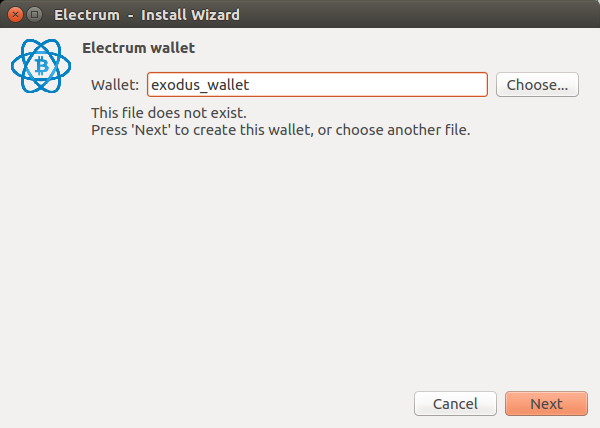 Electrum - Install Wizard
Electrum wallet
Wallet: exodus_wallet Choose...
This file does not exist.
Press 'Next' to create this wallet, or choose another file.
Cancel Next